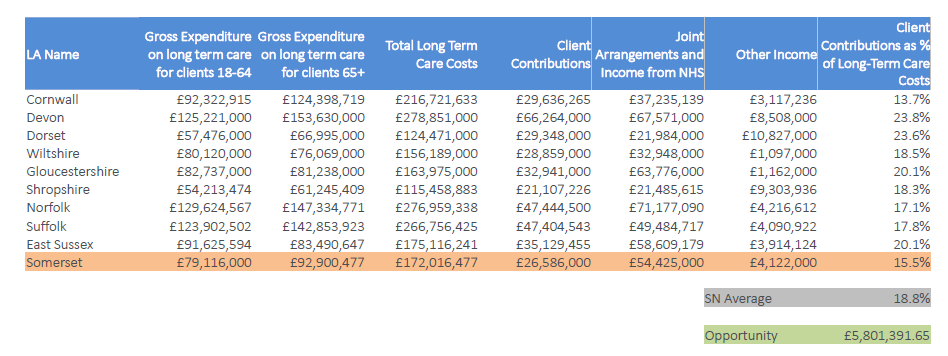 LA Name Gross Expenditure on long term care for clients 18-64 Gross Expenditure on long term care for clients 65+ Total Long Term Care Costs Client Contributions Joint Arrangements and Income from NHS Other Income Client Contributions as % of Long-Term Care Costs
Cornwall £92,322,915 £124,398,719 £216,721,633 £29,636,265 £37,235,139 £3,117,236 13.7%
Devon £125,221,000 £153,630,000 £278,851,000 £66,264,000 £67,571,000 £8,508,000 23.8%
Dorset £57,476,000 £66,995,000 £124,471,000 £29,348,000 £21,984,000 £10,827,000 23.6%
Wiltshire £80,120,000 £76,069,000 £156,189,000 £28,859,000 £32,948,000 £1,097,000 18.5%
Gloucestershire £82,737,000 £81,238,000 £163,975,000 £32,941,000 £63,776,000 £1,162,000 20.1%
Shropshire £54,213,474 £61,245,409 £115,458,883 £21,107,226 £21,485,615 £9,303,936 18.3%
Norfolk £129,624,567 £147,334,771 £276,959,338 £47,444,500 £71,177,090 £4,216,612 17.1%
Suffolk £123,902,502 £142,853,923 £266,756,425 £47,404,543 £49,484,717 £4,090,922 17.8%
East Sussex £91,625,594 £83,490,647 £175,116,241 £35,129,455 £58,609,179 £3,914,124 20.1%
Somerset £79,116,000 £92,900,477 £172,016,477 £26,586,000 £54,425,000 £4,122,000 15.5%
SN Average 18.8%
Opportunity £5,801,391.65